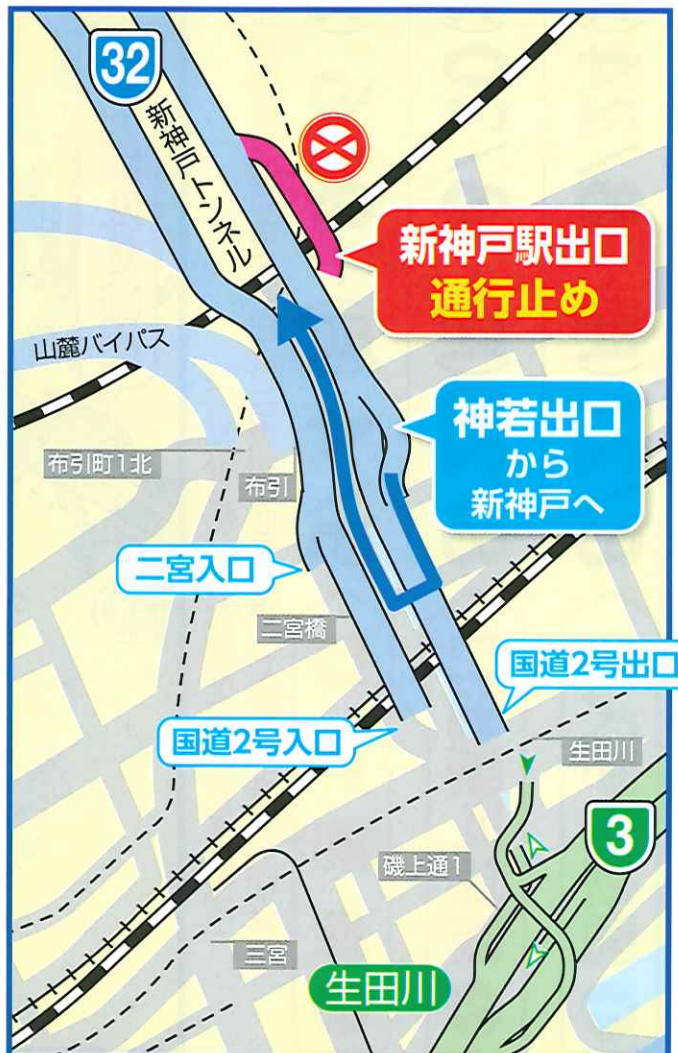 32
新神戸トンネル
新神戸駅出口
通行止め
山麓バイパス
神若出口
から
新神戸へ
布引町1北
布引
二宮入口
二宮橋
国道2号出口
国道2号入口
生田川
3
磯上通1
三宮
生田川